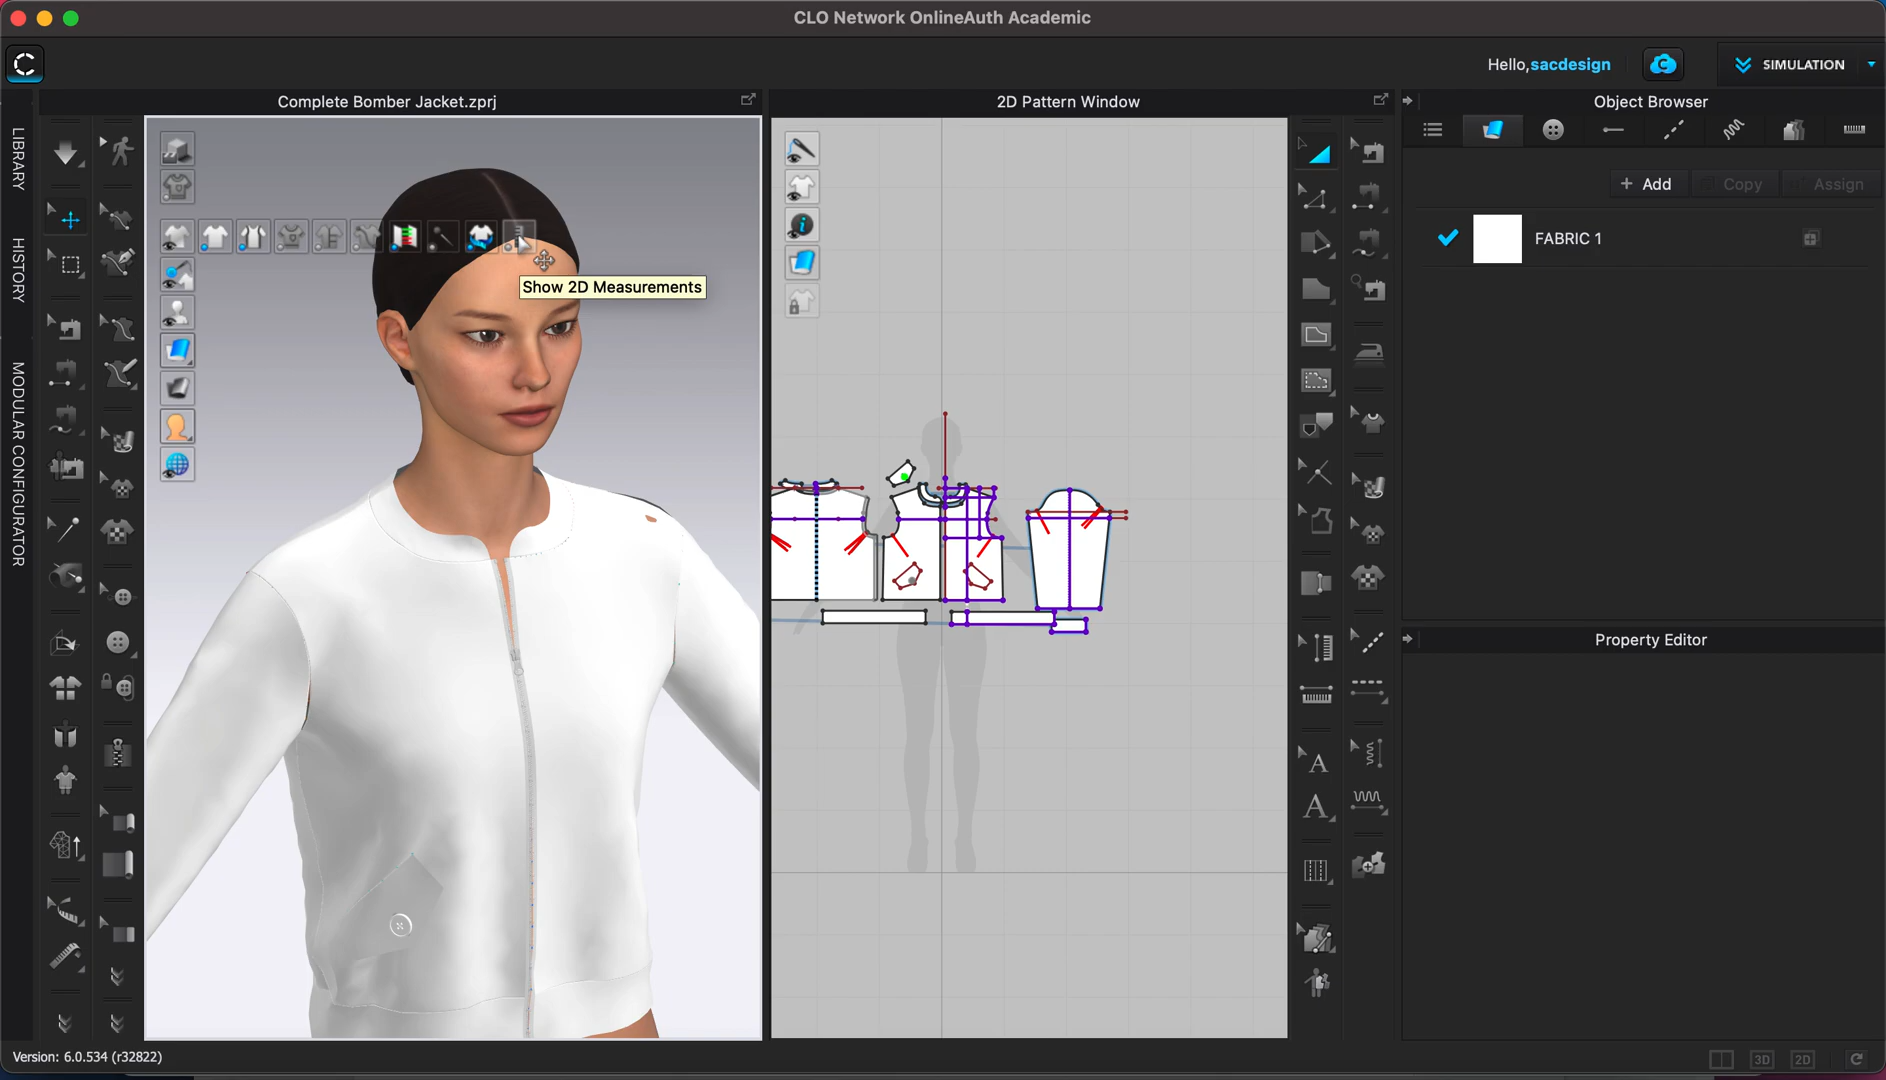 CLO Network OnlineAuth Academic
Hello,sacdesign
SIMULATION
Complete Bomber Jacket.zprj
2D Pattern Window
Object Browser
LIBRARY
HISTORY
MODULAR CONFIGURATOR
+ Add
Copy
Assign
FABRIC 1
Show 2D Measurements
Property Editor
Version: 6.0.534 (r32822)
3D
2D